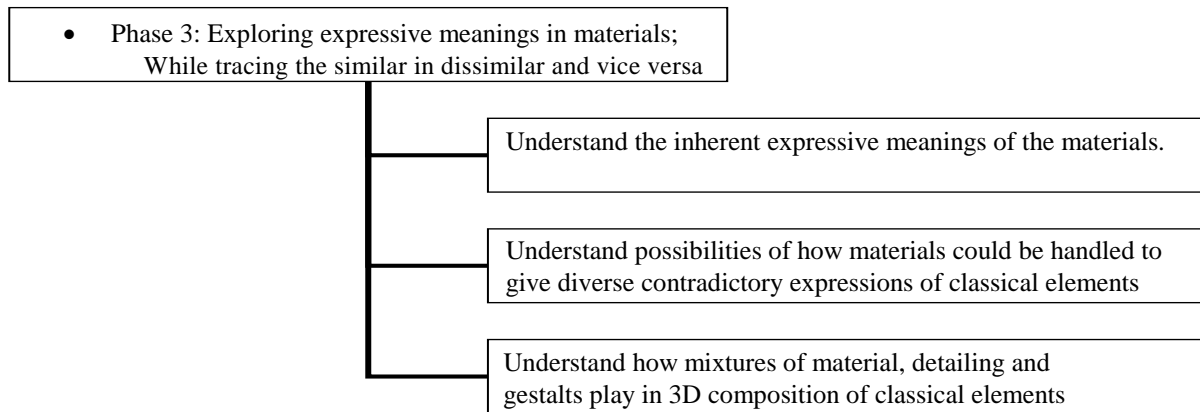 • Phase 3: Exploring expressive meanings in materials;
While tracing the similar in dissimilar and vice versa
Understand the inherent expressive meanings of the materials.
Understand possibilities of how materials could be handled to
give diverse contradictory expressions of classical elements
Understand how mixtures of material, detailing and
gestalts play in 3D composition of classical elements